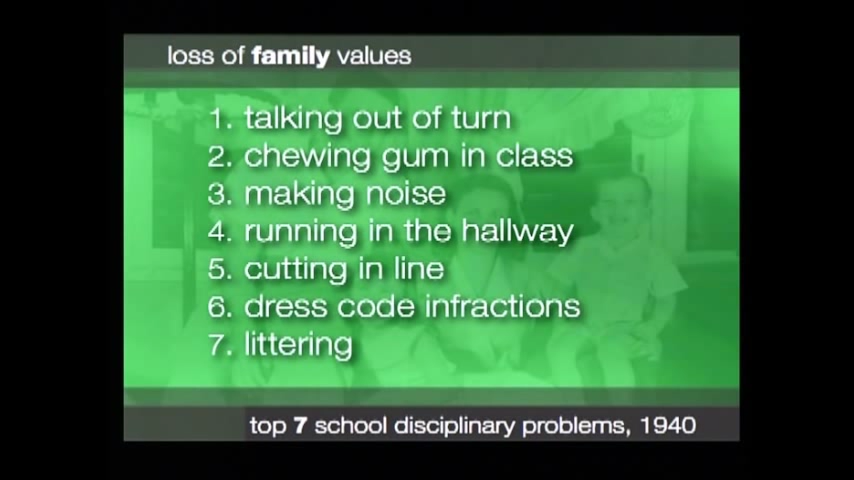 loss of family values
1. talking out of turn
2. chewing gum in class
3. making noise
4. running in the hallway
5. cutting in line
6. dress code infractions
7. littering
top 7 school disciplinary problems, 1940